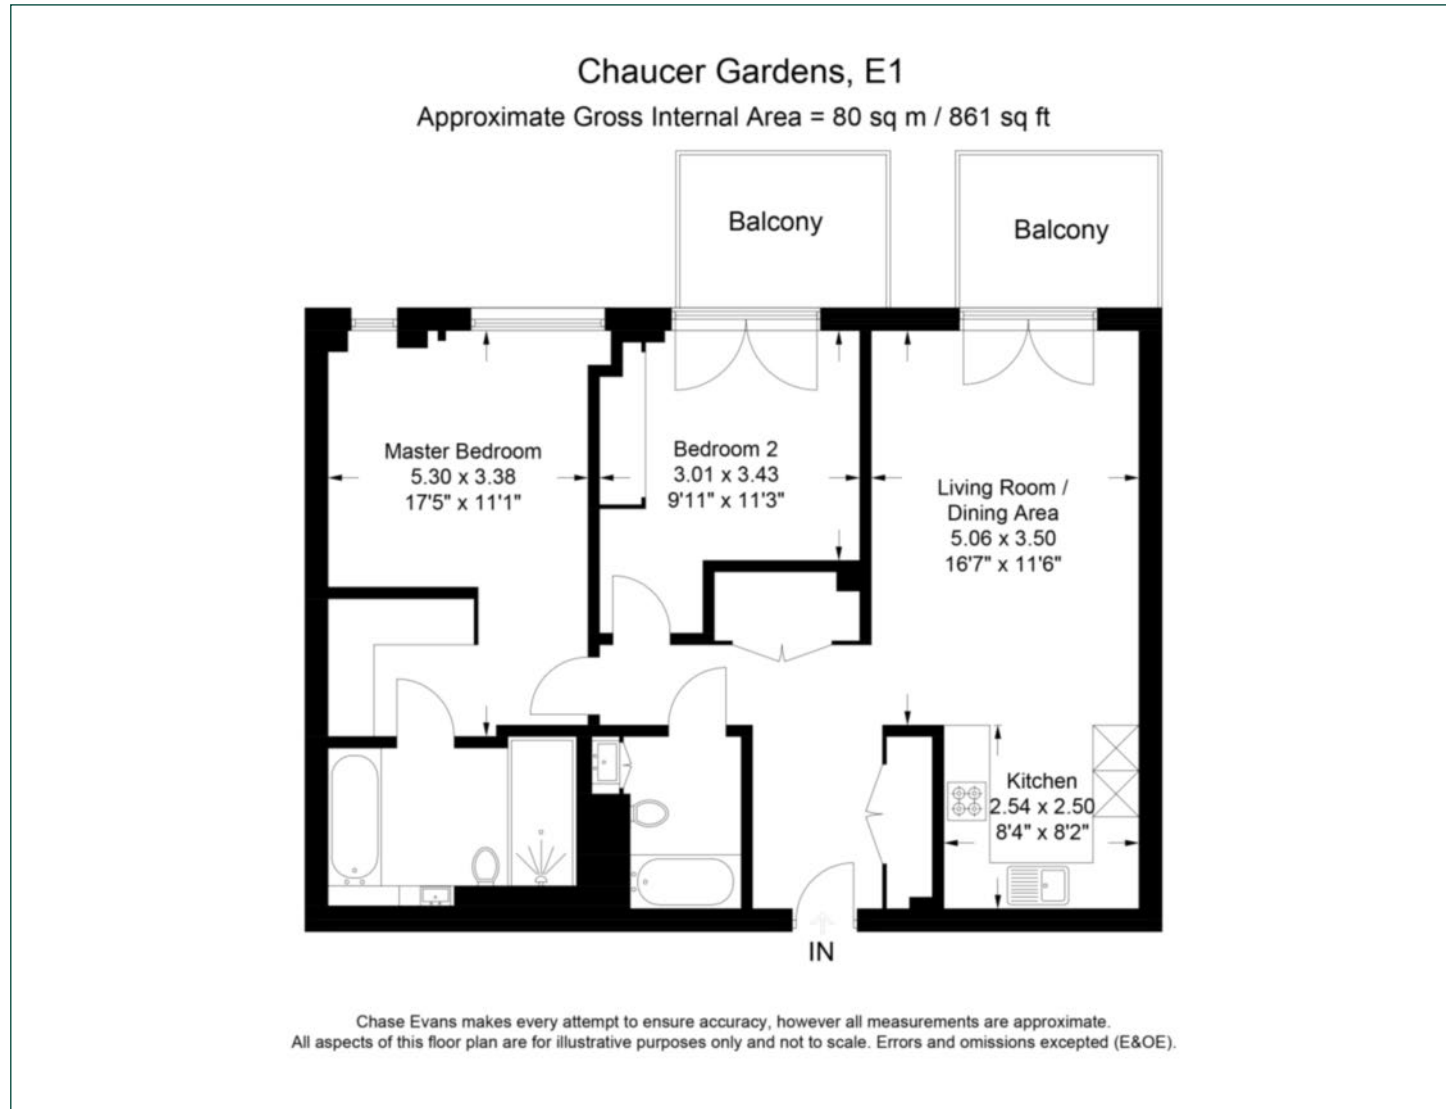 Chaucer Gardens, E1
Approximate Gross Internal Area = 80 sq m / 861 sq ft
Balcony
Balcony
Master Bedroom
5.30 x 3.38
17'5" x 11'1"
Bedroom 2
3.01 x 3.43
9'11" x 11'3"
Living Room /
Dining Area
5.06 x 3.50
16'7" x 11'6"
Kitchen
2.54 x 2.50
8'4" x 8'2"
IN
Chase Evans makes every attempt to ensure accuracy, however all measurements are approximate.
All aspects of this floor plan are for illustrative purposes only and not to scale. Errors and omissions excepted (E&OE).